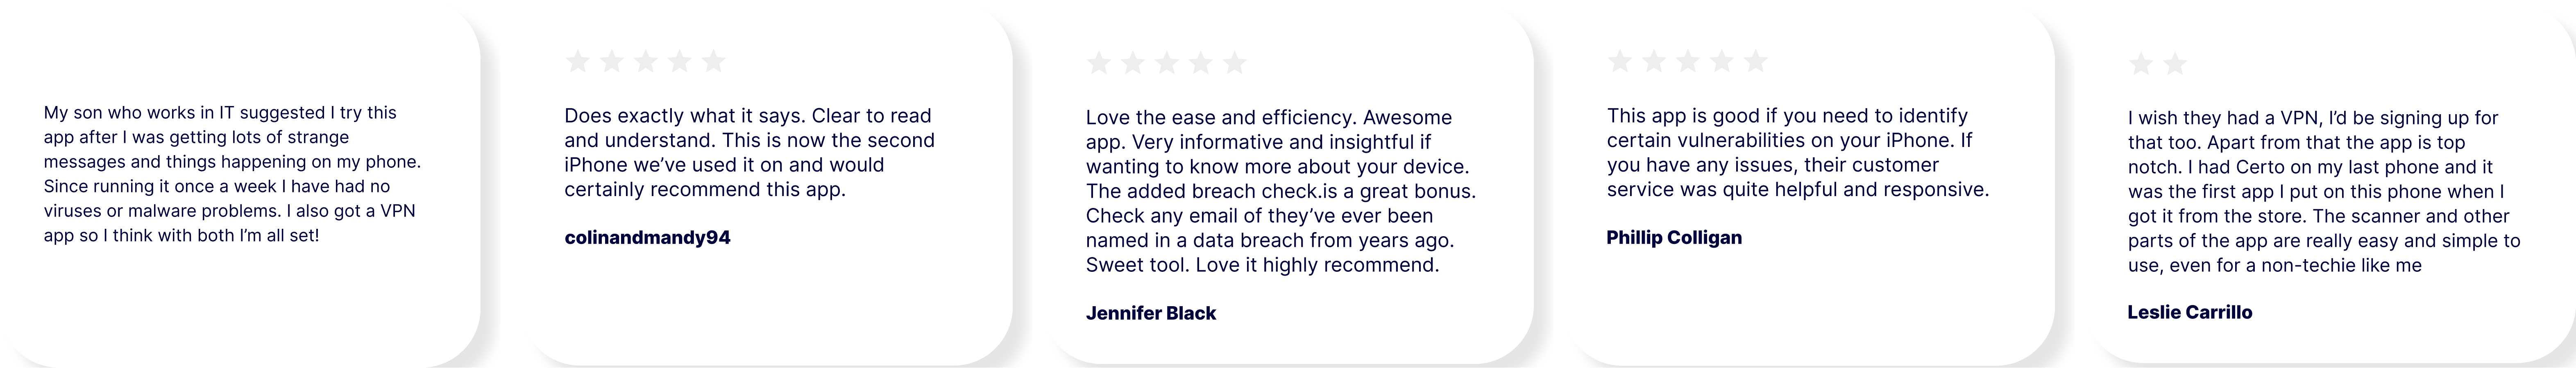 My son who works in IT suggested I try this
app after I was getting lots of strange
messages and things happening on my phone.
Since running it once a week I have had no
viruses or malware problems. I also got a VPN
app so I think with both I’m all set!
Does exactly what it says. Clear to read
and understand. This is now the second
iPhone we’ve used it on and would
certainly recommend this app.
colinandmandy94
Love the ease and efficiency. Awesome
app. Very informative and insightful if
wanting to know more about your device.
The added breach check.is a great bonus.
Check any email of they’ve ever been
named in a data breach from years ago.
Sweet tool. Love it highly recommend.
Jennifer Black
This app is good if you need to identify
certain vulnerabilities on your iPhone. If
you have any issues, their customer
service was quite helpful and responsive.
Phillip Colligan
I wish they had a VPN, I’d be signing up for
that too. Apart from that the app is top
notch. I had Certo on my last phone and it
was the first app I put on this phone when I
got it from the store. The scanner and other
parts of the app are really easy and simple to
use, even for a non-techie like me
Leslie Carrillo